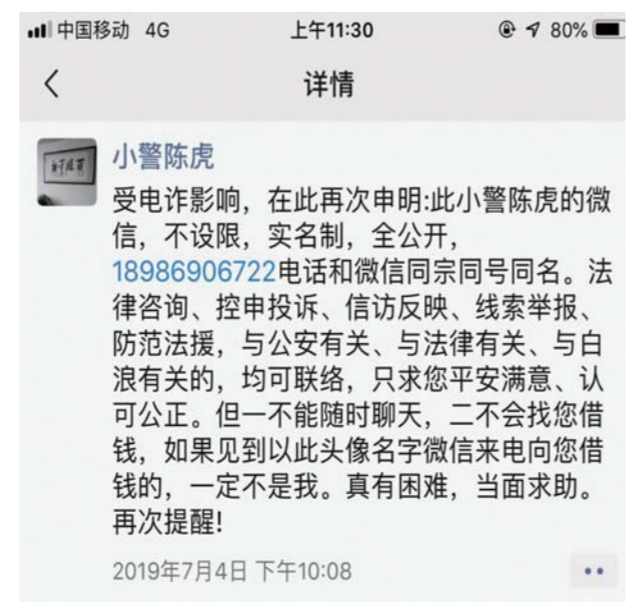 中国移动 4G 上午11:30 80%
详情
小警陈虎
受电诈影响，在此再次申明:此小警陈虎的微
信，不设限，实名制，全公开，
18986906722电话和微信同宗同号同名。法
律咨询、控申投诉、信访反映、线索举报、
防范法援，与公安有关、与法律有关、与白
浪有关的，均可联络，只求您平安满意、认
可公正。但一不能随时聊天，二不会找您借
钱，如果见到以此头像名字微信来电向您借
钱的，一定不是我。真有困难，当面求助。
再次提醒!
2019年7月4日 下午10:08